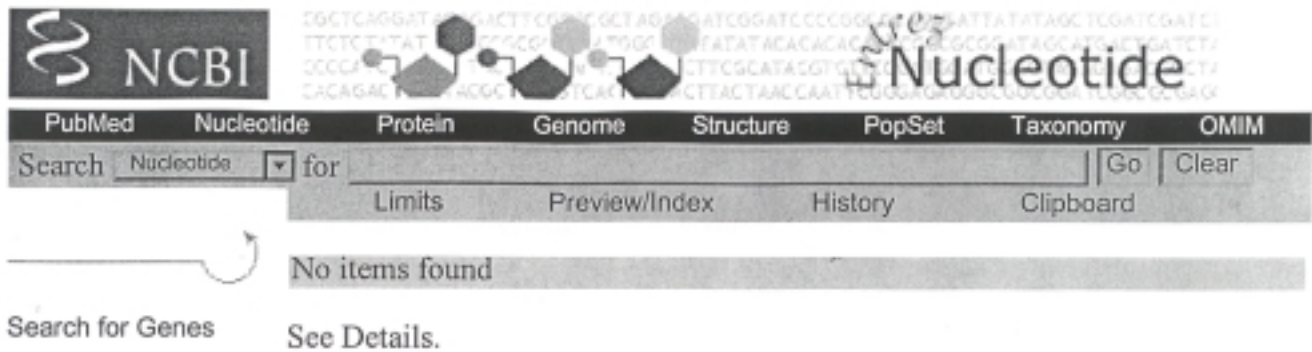 NCBI
Entrez
Nucleotide
PubMed Nucleotide Protein Genome Structure PopSet Taxonomy OMIM
Search Nucleotide for Go Clear
Limits Preview/Index History Clipboard
No items found
Search for Genes See Details.